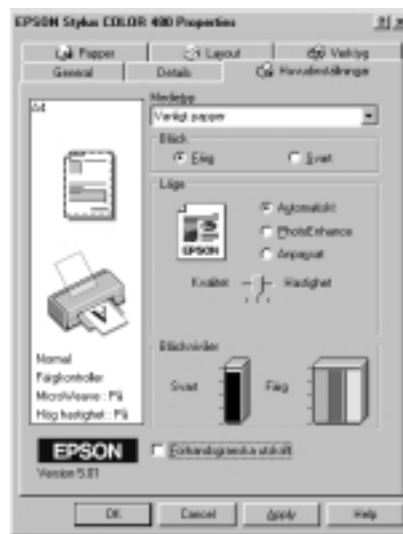 EPSON Stylus COLOR 480 Properties
Papper
Layout
Verktyg
General
Details
Huvudinställningar
A4
Medietyp
Vanligt papper
Bläck
Färg
Svart
Läge
EPSON
Automatiskt
PhotoEnhance
Anpassat
Kvalitet
Hastighet
Normal
Färgkontroller
MicroWeave : På
Hög hastighet : På
Bläcknivåer
Svart
Färg
EPSON
Version 5.01
Förhandsgranska utskrift
OK
Cancel
Apply
Help